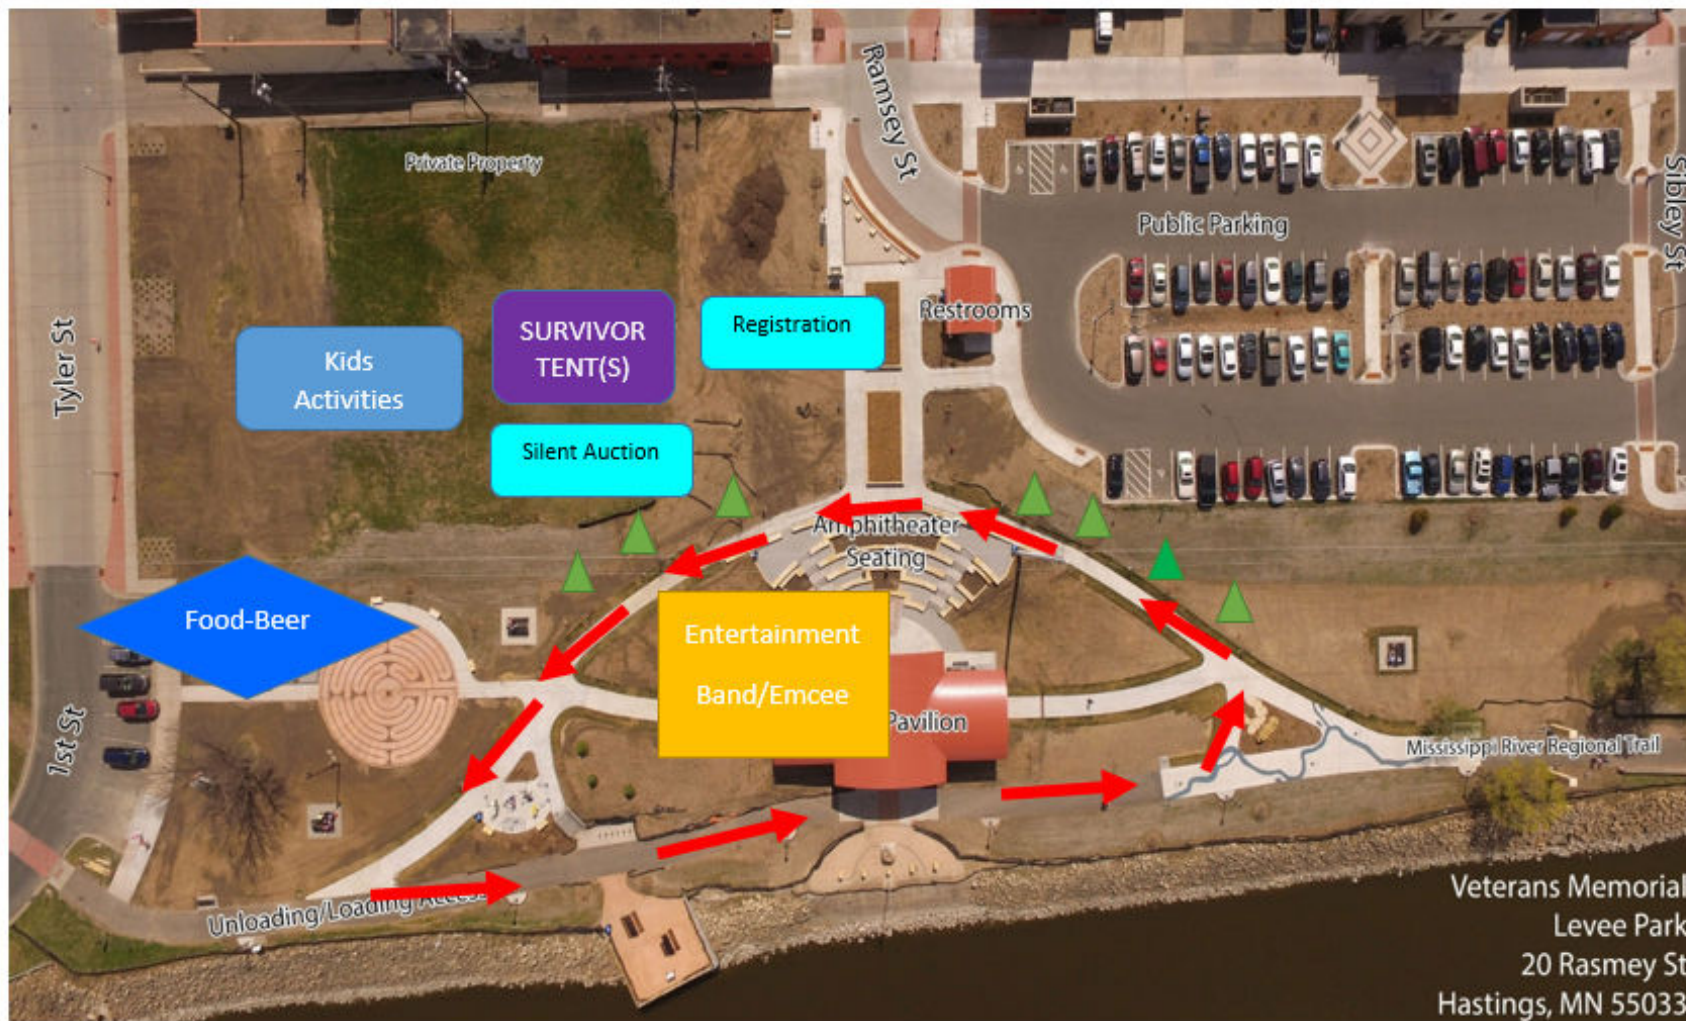 Ramsey St
Private Property
Sibley St
Public Parking
Tyler St
Kids
Activities
SURVIVOR
TENT(S)
Registration
Restrooms
Silent Auction
Amphitheater
Seating
Food-Beer
Entertainment
Band/Emcee
Pavilion
1st St
Mississippi River Regional Trail
Unloading/Loading Access
Veterans Memorial
Levee Park
20 Rasmey St
Hastings, MN 55033